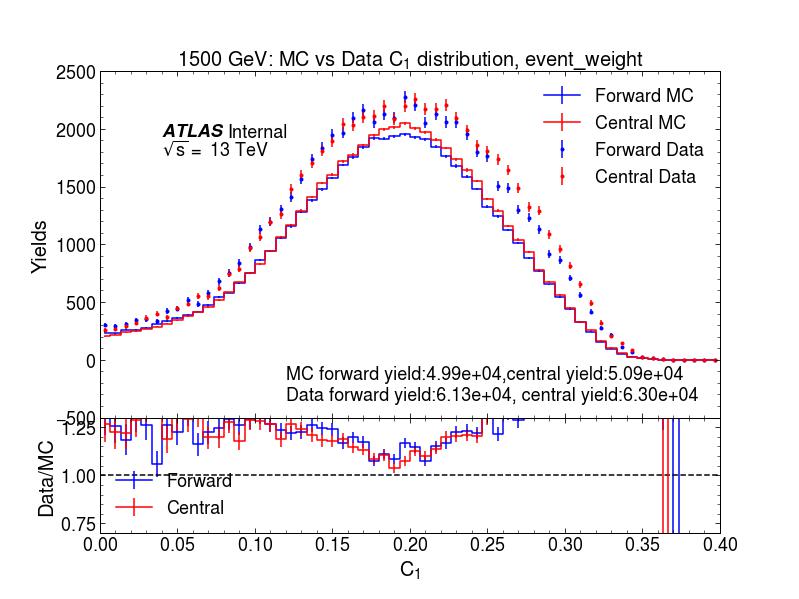 1500 GeV: MC vs Data C₁ distribution, event_weight
2500
2000
1500
1000
500
0
−500
Yields
ATLAS Internal
√s = 13 TeV
Forward MC
Central MC
Forward Data
Central Data
MC forward yield:4.99e+04,central yield:5.09e+04
Data forward yield:6.13e+04, central yield:6.30e+04
1.25
1.00
0.75
Data/MC
Forward
Central
0.00 0.05 0.10 0.15 0.20 0.25 0.30 0.35 0.40
C₁